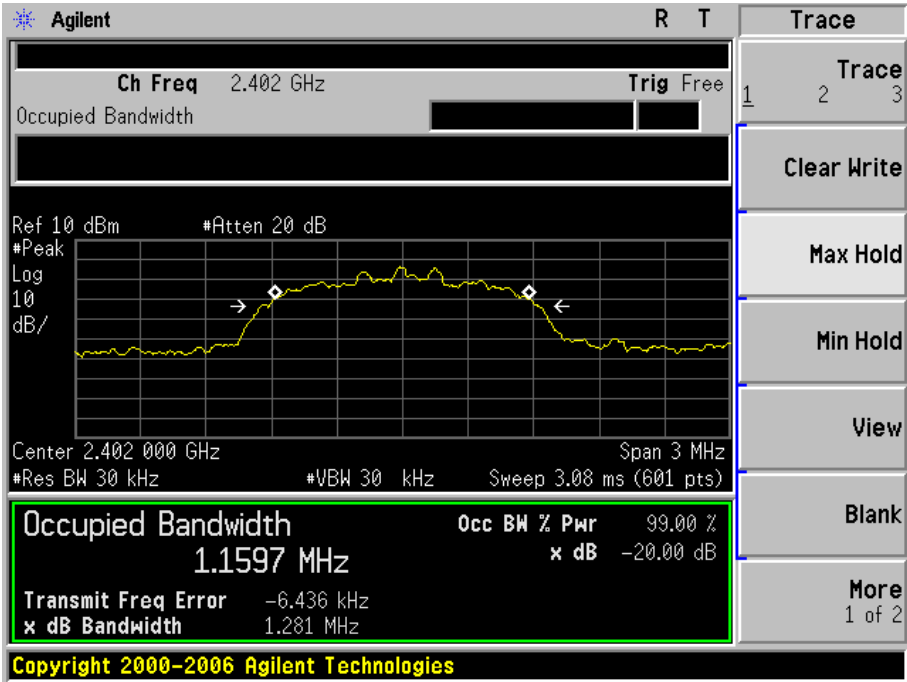 Agilent R T Trace
Ch Freq 2.402 GHz Trig Free
Occupied Bandwidth
Trace
1 2 3
Clear Write
Max Hold
Min Hold
View
Blank
More
1 of 2
Ref 10 dBm #Atten 20 dB
#Peak
Log
10
dB/
Center 2.402 000 GHz Span 3 MHz
#Res BW 30 kHz #VBW 30 kHz Sweep 3.08 ms (601 pts)
Occupied Bandwidth Occ BW % Pwr 99.00 %
1.1597 MHz x dB -20.00 dB
Transmit Freq Error -6.436 kHz
x dB Bandwidth 1.281 MHz
Copyright 2000-2006 Agilent Technologies